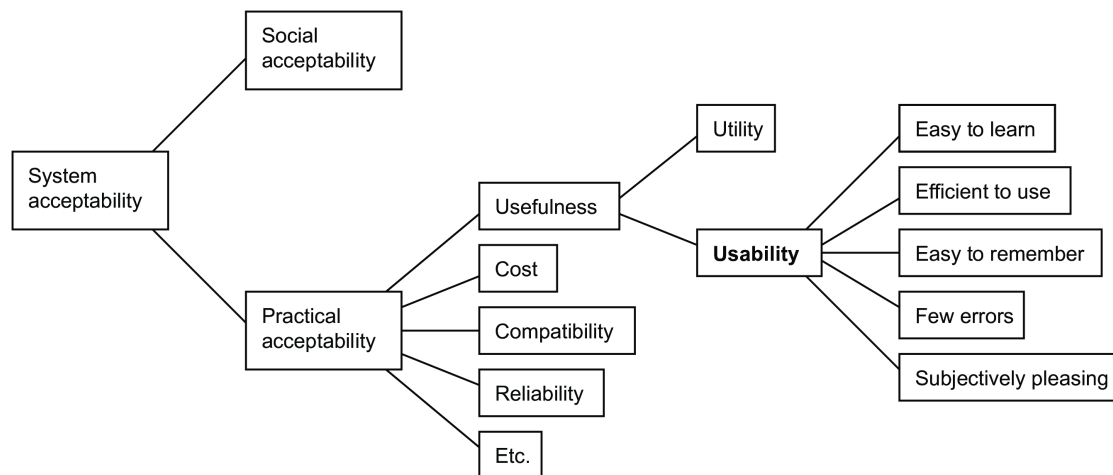 Social
acceptability
System
acceptability
Practical
acceptability
Usefulness
Cost
Compatibility
Reliability
Etc.
Utility
Usability
Easy to learn
Efficient to use
Easy to remember
Few errors
Subjectively pleasing